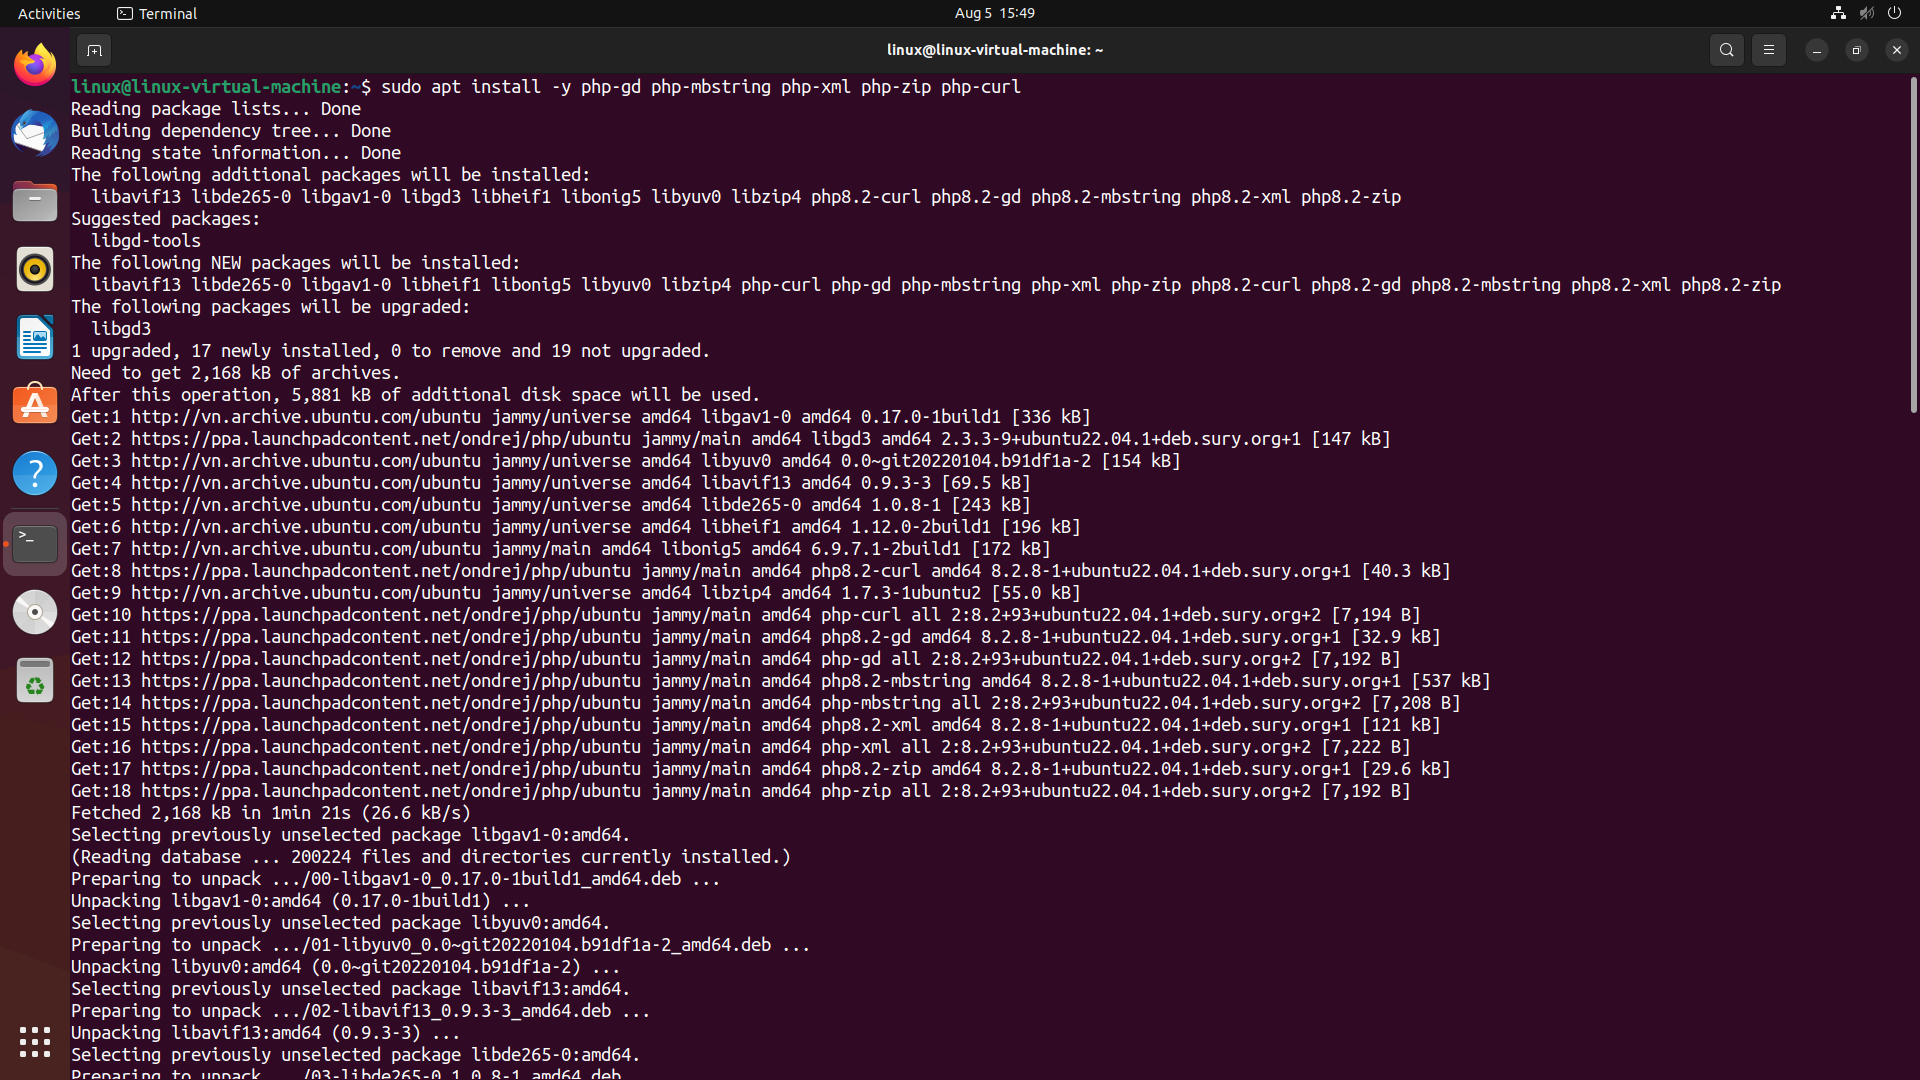 Activities
Terminal
Aug 5 15:49
linux@linux-virtual-machine: ~
linux@linux-virtual-machine:~$ sudo apt install -y php-gd php-mbstring php-xml php-zip php-curl
Reading package lists... Done
Building dependency tree... Done
Reading state information... Done
The following additional packages will be installed:
  libavif13 libde265-0 libgav1-0 libgd3 libheif1 libonig5 libyuv0 libzip4 php8.2-curl php8.2-gd php8.2-mbstring php8.2-xml php8.2-zip
Suggested packages:
  libgd-tools
The following NEW packages will be installed:
  libavif13 libde265-0 libgav1-0 libheif1 libonig5 libyuv0 libzip4 php-curl php-gd php-mbstring php-xml php-zip php8.2-curl php8.2-gd php8.2-mbstring php8.2-xml php8.2-zip
The following packages will be upgraded:
  libgd3
1 upgraded, 17 newly installed, 0 to remove and 19 not upgraded.
Need to get 2,168 kB of archives.
After this operation, 5,881 kB of additional disk space will be used.
Get:1 http://vn.archive.ubuntu.com/ubuntu jammy/universe amd64 libgav1-0 amd64 0.17.0-1build1 [336 kB]
Get:2 https://ppa.launchpadcontent.net/ondrej/php/ubuntu jammy/main amd64 libgd3 amd64 2.3.3-9+ubuntu22.04.1+deb.sury.org+1 [147 kB]
Get:3 http://vn.archive.ubuntu.com/ubuntu jammy/universe amd64 libyuv0 amd64 0.0~git20220104.b91df1a-2 [154 kB]
Get:4 http://vn.archive.ubuntu.com/ubuntu jammy/universe amd64 libavif13 amd64 0.9.3-3 [69.5 kB]
Get:5 http://vn.archive.ubuntu.com/ubuntu jammy/universe amd64 libde265-0 amd64 1.0.8-1 [243 kB]
Get:6 http://vn.archive.ubuntu.com/ubuntu jammy/universe amd64 libheif1 amd64 1.12.0-2build1 [196 kB]
Get:7 http://vn.archive.ubuntu.com/ubuntu jammy/main amd64 libonig5 amd64 6.9.7.1-2build1 [172 kB]
Get:8 https://ppa.launchpadcontent.net/ondrej/php/ubuntu jammy/main amd64 php8.2-curl amd64 8.2.8-1+ubuntu22.04.1+deb.sury.org+1 [40.3 kB]
Get:9 http://vn.archive.ubuntu.com/ubuntu jammy/universe amd64 libzip4 amd64 1.7.3-1ubuntu2 [55.0 kB]
Get:10 https://ppa.launchpadcontent.net/ondrej/php/ubuntu jammy/main amd64 php-curl all 2:8.2+93+ubuntu22.04.1+deb.sury.org+2 [7,194 B]
Get:11 https://ppa.launchpadcontent.net/ondrej/php/ubuntu jammy/main amd64 php8.2-gd amd64 8.2.8-1+ubuntu22.04.1+deb.sury.org+1 [32.9 kB]
Get:12 https://ppa.launchpadcontent.net/ondrej/php/ubuntu jammy/main amd64 php-gd all 2:8.2+93+ubuntu22.04.1+deb.sury.org+2 [7,192 B]
Get:13 https://ppa.launchpadcontent.net/ondrej/php/ubuntu jammy/main amd64 php8.2-mbstring amd64 8.2.8-1+ubuntu22.04.1+deb.sury.org+1 [537 kB]
Get:14 https://ppa.launchpadcontent.net/ondrej/php/ubuntu jammy/main amd64 php-mbstring all 2:8.2+93+ubuntu22.04.1+deb.sury.org+2 [7,208 B]
Get:15 https://ppa.launchpadcontent.net/ondrej/php/ubuntu jammy/main amd64 php8.2-xml amd64 8.2.8-1+ubuntu22.04.1+deb.sury.org+1 [121 kB]
Get:16 https://ppa.launchpadcontent.net/ondrej/php/ubuntu jammy/main amd64 php-xml all 2:8.2+93+ubuntu22.04.1+deb.sury.org+2 [7,222 B]
Get:17 https://ppa.launchpadcontent.net/ondrej/php/ubuntu jammy/main amd64 php8.2-zip amd64 8.2.8-1+ubuntu22.04.1+deb.sury.org+1 [29.6 kB]
Get:18 https://ppa.launchpadcontent.net/ondrej/php/ubuntu jammy/main amd64 php-zip all 2:8.2+93+ubuntu22.04.1+deb.sury.org+2 [7,192 B]
Fetched 2,168 kB in 1min 21s (26.6 kB/s)
Selecting previously unselected package libgav1-0:amd64.
(Reading database ... 200224 files and directories currently installed.)
Preparing to unpack .../00-libgav1-0_0.17.0-1build1_amd64.deb ...
Unpacking libgav1-0:amd64 (0.17.0-1build1) ...
Selecting previously unselected package libyuv0:amd64.
Preparing to unpack .../01-libyuv0_0.0~git20220104.b91df1a-2_amd64.deb ...
Unpacking libyuv0:amd64 (0.0~git20220104.b91df1a-2) ...
Selecting previously unselected package libavif13:amd64.
Preparing to unpack .../02-libavif13_0.9.3-3_amd64.deb ...
Unpacking libavif13:amd64 (0.9.3-3) ...
Selecting previously unselected package libde265-0:amd64.
Preparing to unpack .../03-libde265-0_1.0.8-1_amd64.deb ...